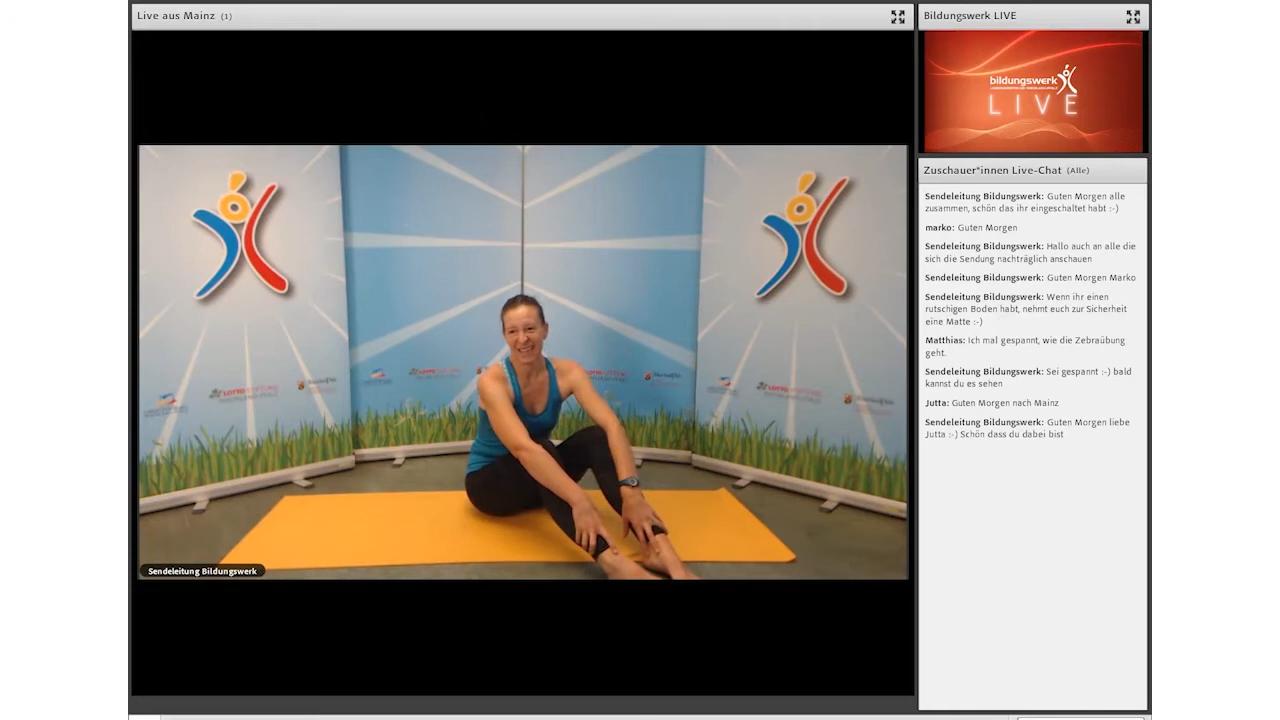 Live aus Mainz (1)
Bildungswerk LIVE
bildungswerk
LIVE
Zuschauer*innen Live-Chat (Alle)
Sendeleitung Bildungswerk: Guten Morgen alle
zusammen, schön das ihr eingeschaltet habt :-)
marko: Guten Morgen
Sendeleitung Bildungswerk: Hallo auch an alle die
sich die Sendung nachträglich anschauen
Sendeleitung Bildungswerk: Guten Morgen Marko
Sendeleitung Bildungswerk: Wenn ihr einen
rutschigen Boden habt, nehmt euch zur Sicherheit
eine Matte :-)
Matthias: Ich mal gespannt, wie die Zebraübung
geht.
Sendeleitung Bildungswerk: Sei gespannt :-) bald
kannst du es sehen
Jutta: Guten Morgen nach Mainz
Sendeleitung Bildungswerk: Guten Morgen liebe
Jutta :-) Schön dass du dabei bist
LOTTO STIFTUNG
Sendeleitung Bildungswerk